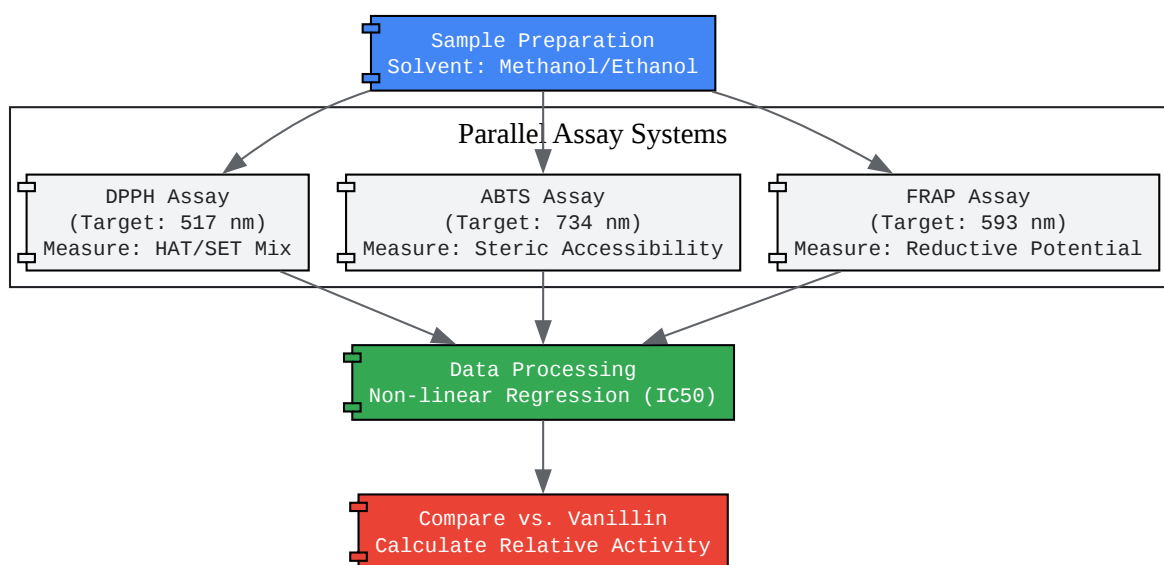 Sample Preparation
Solvent: Methanol/Ethanol
Parallel Assay Systems
DPPH Assay
(Target: 517 nm)
Measure: HAT/SET Mix
ABTS Assay
(Target: 734 nm)
Measure: Steric Accessibility
FRAP Assay
(Target: 593 nm)
Measure: Reductive Potential
Data Processing
Non-linear Regression (IC50)
Compare vs. Vanillin
Calculate Relative Activity